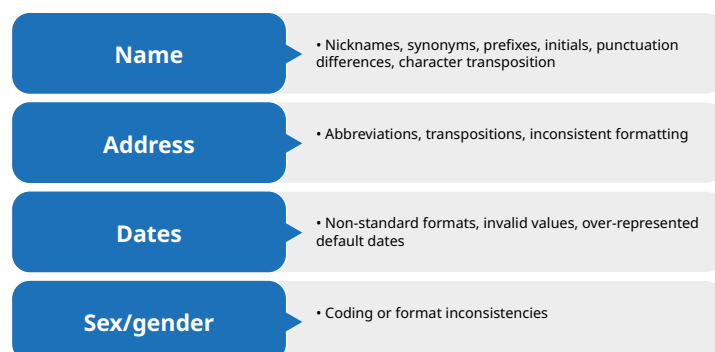 Name
• Nicknames, synonyms, prefixes, initials, punctuation
differences, character transposition
Address
• Abbreviations, transpositions, inconsistent formatting
Dates
• Non-standard formats, invalid values, over-represented
default dates
Sex/gender
• Coding or format inconsistencies